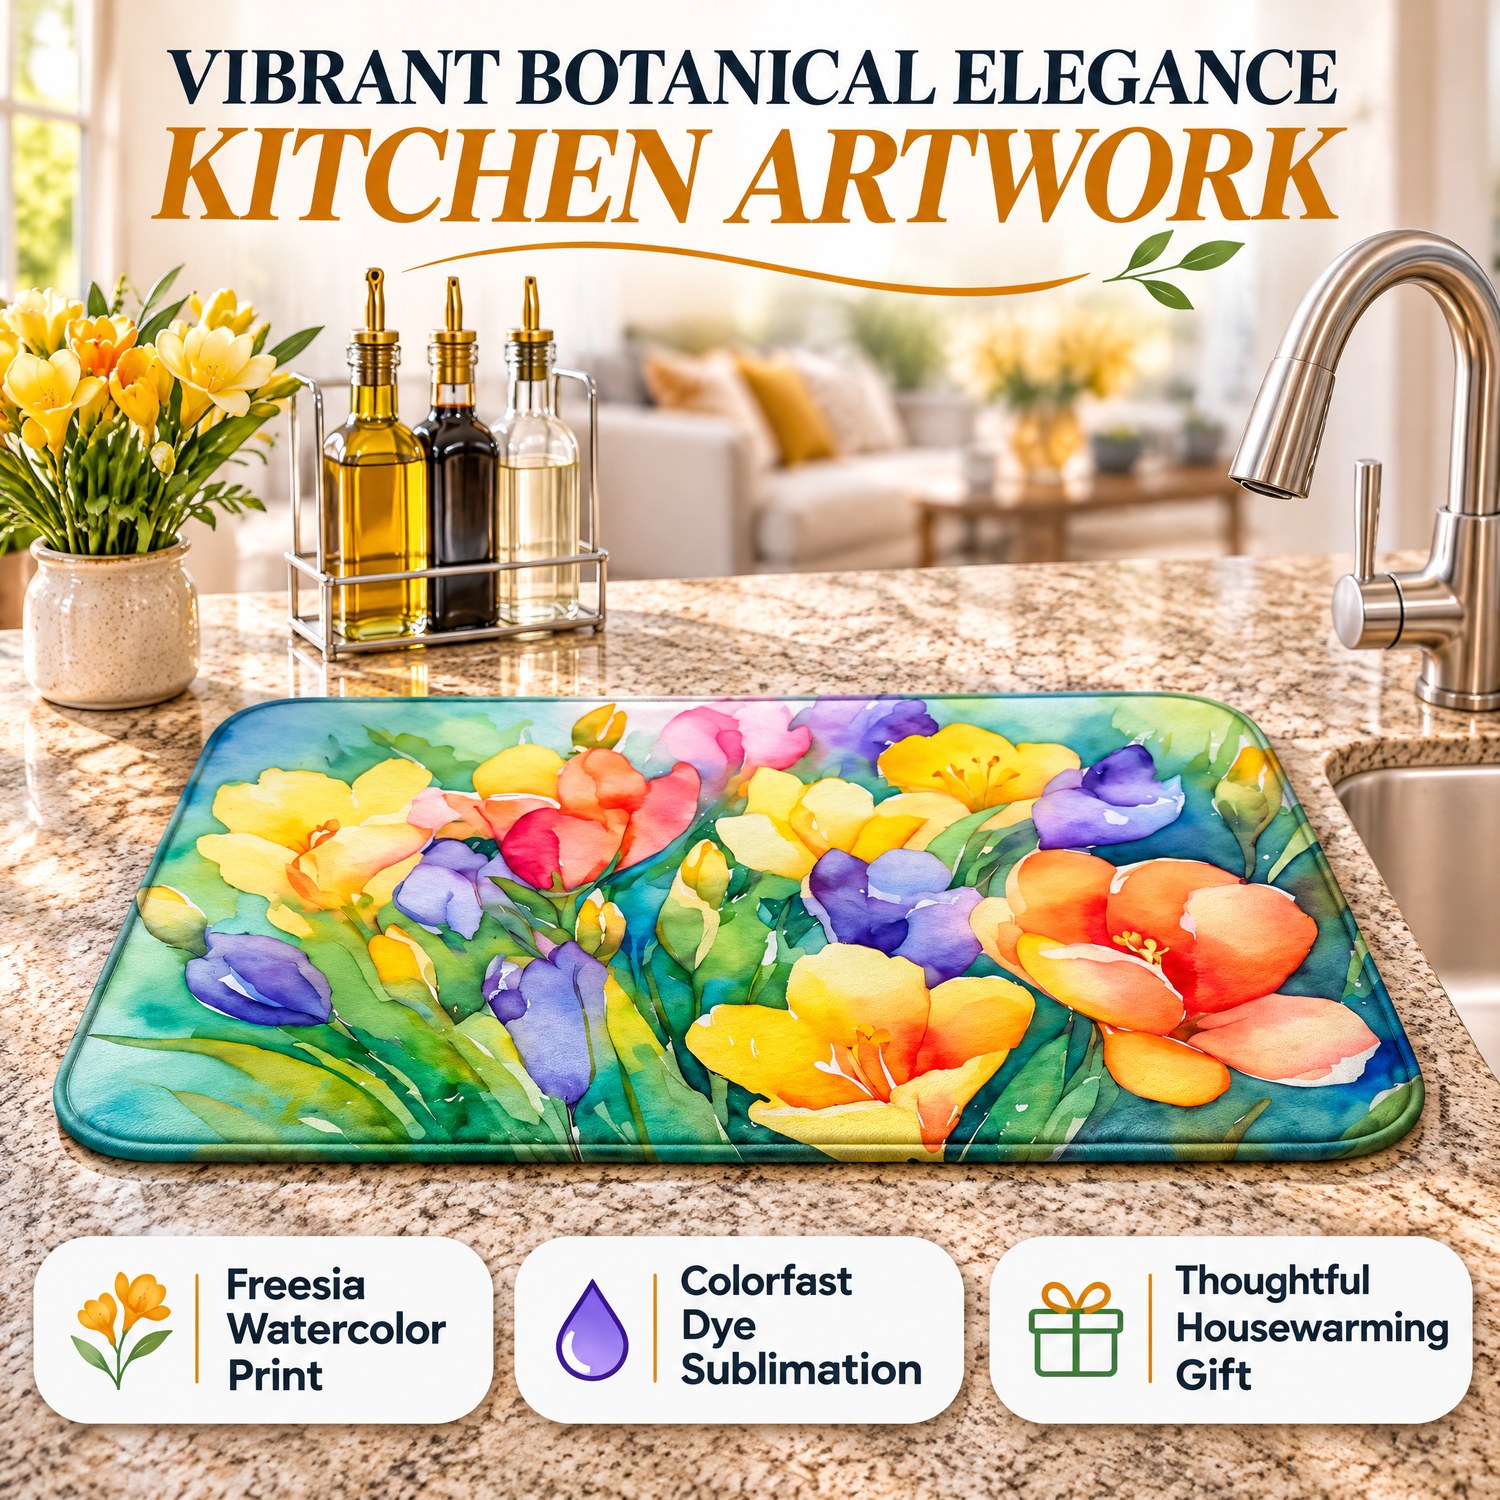 VIBRANT BOTANICAL ELEGANCE
KITCHEN ARTWORK
Freesia
Watercolor
Print
Colorfast
Dye
Sublimation
Thoughtful
Housewarming
Gift